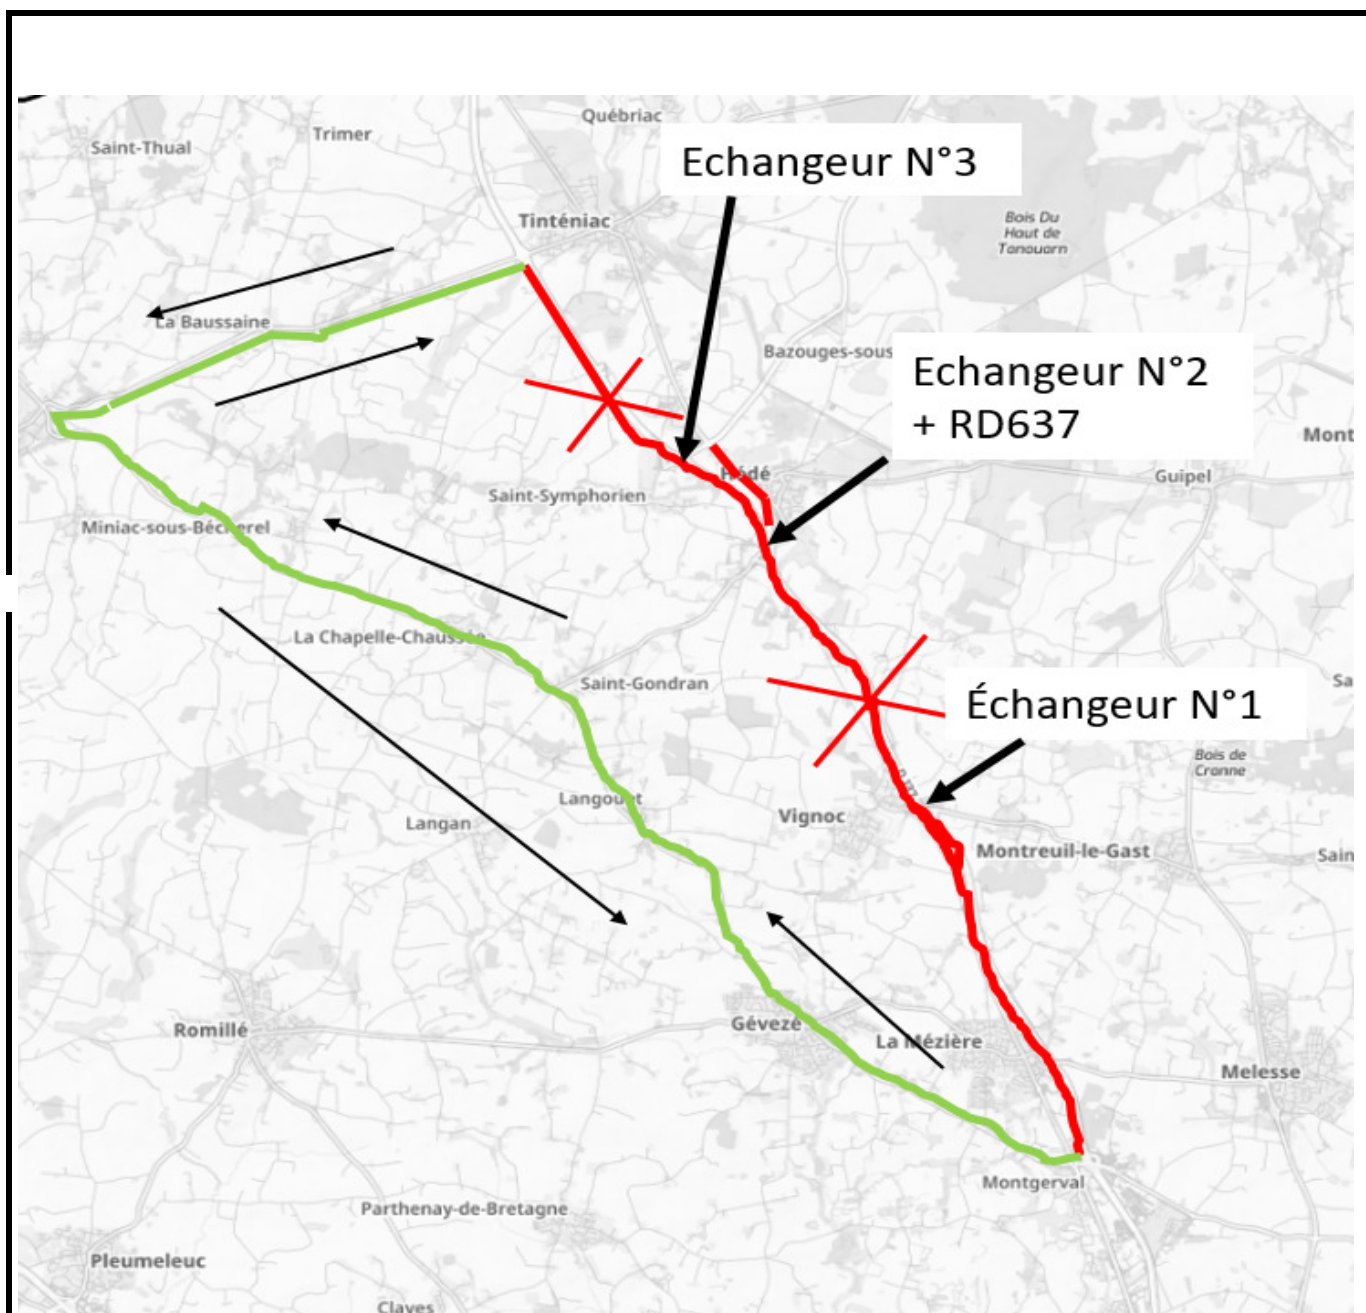 Québriac
Trimer
Saint-Thual
Echangeur N°3
Tinténiac
Bois Du
Haut de
Tanouarn
La Baussaine
Bazouges-sous
Echangeur N°2
+ RD637
Mont
Hédé
Guipel
Saint-Symphorien
Miniac-sous-Bécherel
La Chapelle-Chaussée
Saint-Gondran
Sa
Échangeur N°1
Bois de
Cranne
Langouet
Langan
Vignoc
Montreuil-le-Gast
Sain
Gévezé
Romillé
La Mézière
Melesse
Montgerval
Parthenay-de-Bretagne
Pleumeleuc
Clayes